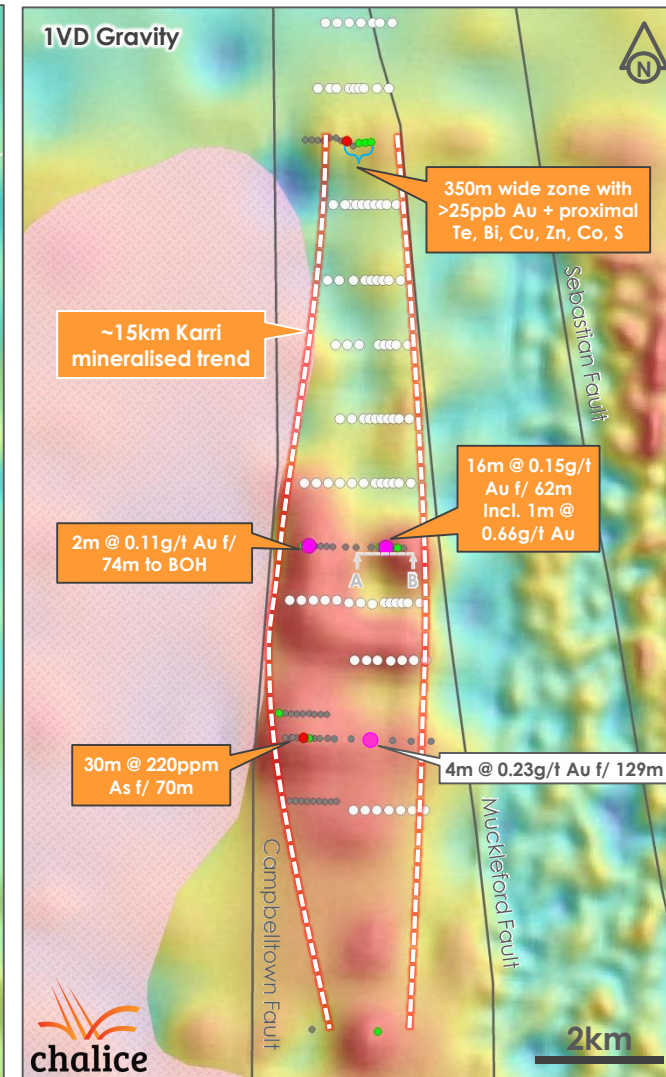 1VD Gravity
N
350m wide zone with
>25ppb Au + proximal
Te, Bi, Cu, Zn, Co, S
Sebastian Fault
~15km Karri
mineralised trend
16m @ 0.15g/t
Au f/ 62m
Incl. 1m @
0.66g/t Au
2m @ 0.11g/t Au f/
74m to BOH
A
B
30m @ 220ppm
As f/ 70m
4m @ 0.23g/t Au f/ 129m
Campbelltown Fault
Muckleford Fault
chalice
2km